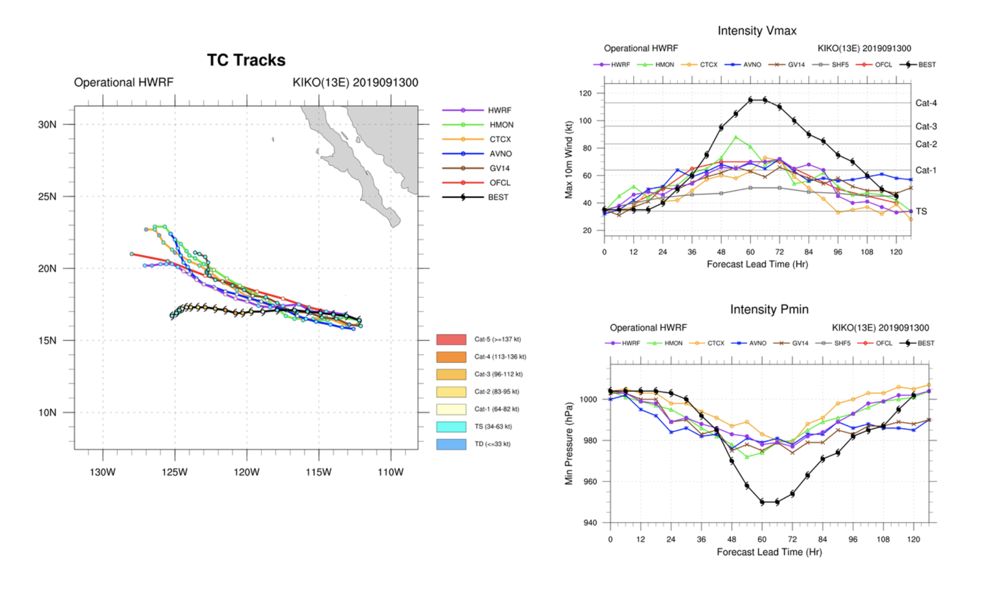 TC Tracks
Operational HWRF KIKO(13E) 2019091300
30N
25N
20N
15N
10N
130W 125W 120W 115W 110W
HWRF
HMON
CTCX
AVNO
GV14
OFCL
BEST
Cat-5 (>=137 kt)
Cat-4 (113-136 kt)
Cat-3 (96-112 kt)
Cat-2 (83-95 kt)
Cat-1 (64-82 kt)
TS (34-63 kt)
TD (<=33 kt)
Intensity Vmax
Operational HWRF KIKO(13E) 2019091300
HWRF HMON CTCX AVNO GV14 SHF5 OFCL BEST
Max 10m Wind (kt)
120
100
80
60
40
20
Cat-4
Cat-3
Cat-2
Cat-1
TS
0 12 24 36 48 60 72 84 96 108 120
Forecast Lead Time (Hr)
Intensity Pmin
Operational HWRF KIKO(13E) 2019091300
HWRF HMON CTCX AVNO GV14 SHF5 OFCL BEST
Min Pressure (hPa)
1000
980
960
940
0 12 24 36 48 60 72 84 96 108 120
Forecast Lead Time (Hr)